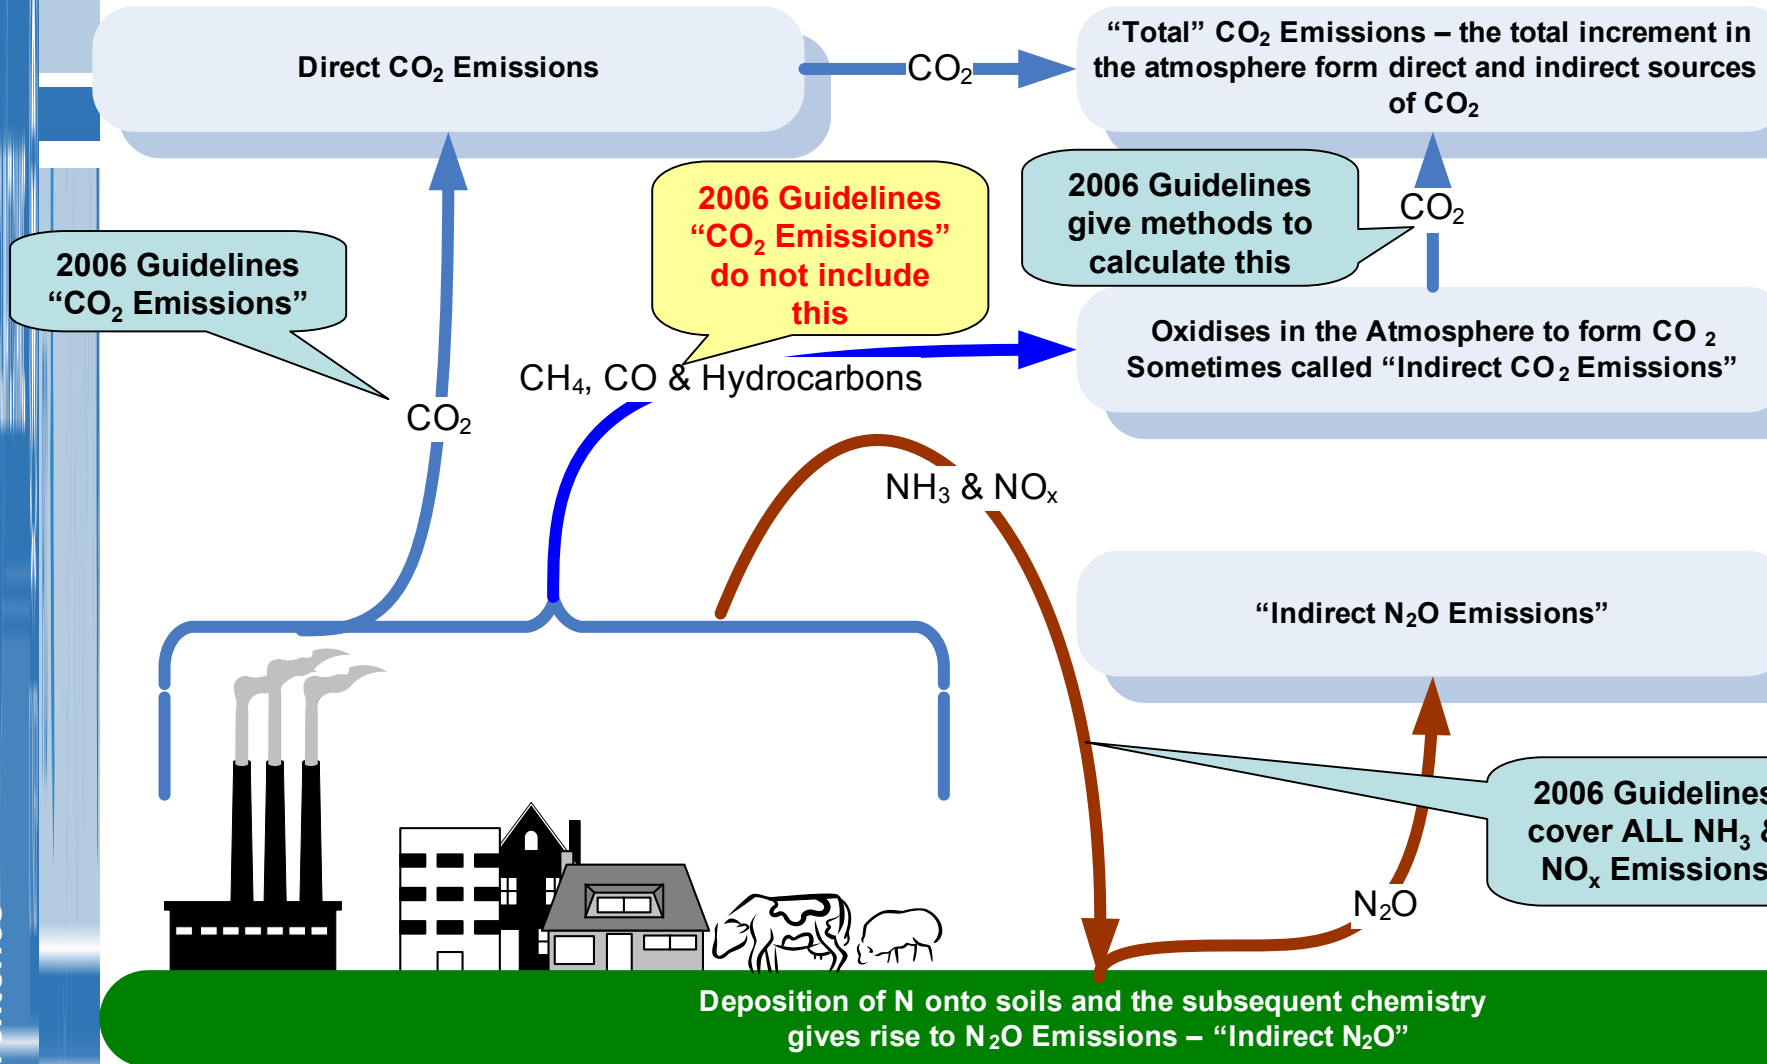 Direct CO₂ Emissions
CO₂
“Total” CO₂ Emissions – the total increment in
the atmosphere form direct and indirect sources
of CO₂
2006 Guidelines
“CO₂ Emissions”
do not include
this
2006 Guidelines
give methods to
calculate this
CO₂
2006 Guidelines
“CO₂ Emissions”
Oxidises in the Atmosphere to form CO ₂
Sometimes called “Indirect CO₂ Emissions”
CH₄, CO & Hydrocarbons
CO₂
NH₃ & NOₓ
“Indirect N₂O Emissions”
2006 Guidelines
cover ALL NH₃ &
NOₓ Emissions
N₂O
Deposition of N onto soils and the subsequent chemistry
gives rise to N₂O Emissions – “Indirect N₂O”